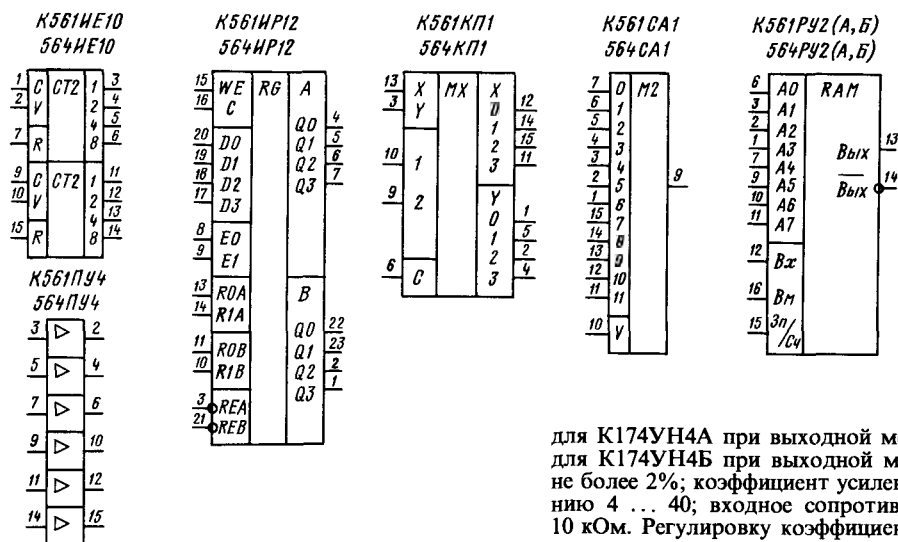 К561ИЕ10
564ИЕ10
1 C CT2 1 3
2 V 2 4
4 5
7 R 8 6
9 C CT2 1 11
10 V 2 12
4 13
15 R 8 14
К561ПУ4
564ПУ4
3 ▷ 2
5 ▷ 4
7 ▷ 6
9 ▷ 10
11 ▷ 12
14 ▷ 15
К561ИР12
564ИР12
15 WE RG A
16 C Q0 4
20 D0 Q1 5
19 D1 Q2 6
18 D2 Q3 7
17 D3
8 E0
9 E1
13 R0A B
14 R1A Q0 22
11 R0B Q1 23
10 R1B Q2 2
3 REA Q3 1
21 REB
К561КП1
564КП1
13 X MX X
3 Y 0 12
1 14
10 1 2 15
3 11
9 2 Y
0 1
1 5
2 2
6 C 3 4
К561СА1
564СА1
7 0 M2
6 1
5 2
4 3
3 4
2 5 9
1 6
15 7
14 8
13 9
12 10
11 11
10 V
К561РУ2(А,Б)
564РУ2(А,Б)
6 A0 RAM
3 A1
2 A2
1 A3 Вых 13
7 A4
9 A5 Вых 14
10 A6
11 A7
12 Вх
16 Вм
15 Зп/Сч
для К174УН4А при выходной м
для К174УН4Б при выходной м
не более 2%; коэффициент усилен
нию 4 ... 40; входное сопротив
10 кОм. Регулировку коэффициен